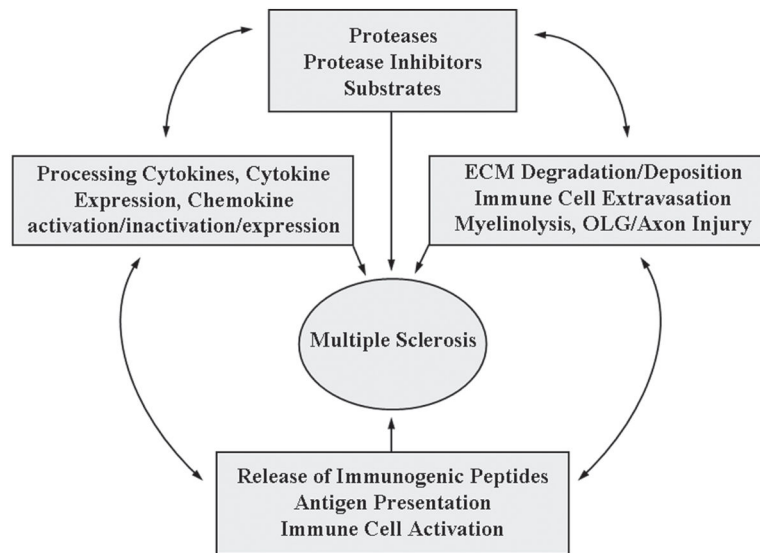 Proteases
Protease Inhibitors
Substrates
Processing Cytokines, Cytokine
Expression, Chemokine
activation/inactivation/expression
ECM Degradation/Deposition
Immune Cell Extravasation
Myelinolysis, OLG/Axon Injury
Multiple Sclerosis
Release of Immunogenic Peptides
Antigen Presentation
Immune Cell Activation